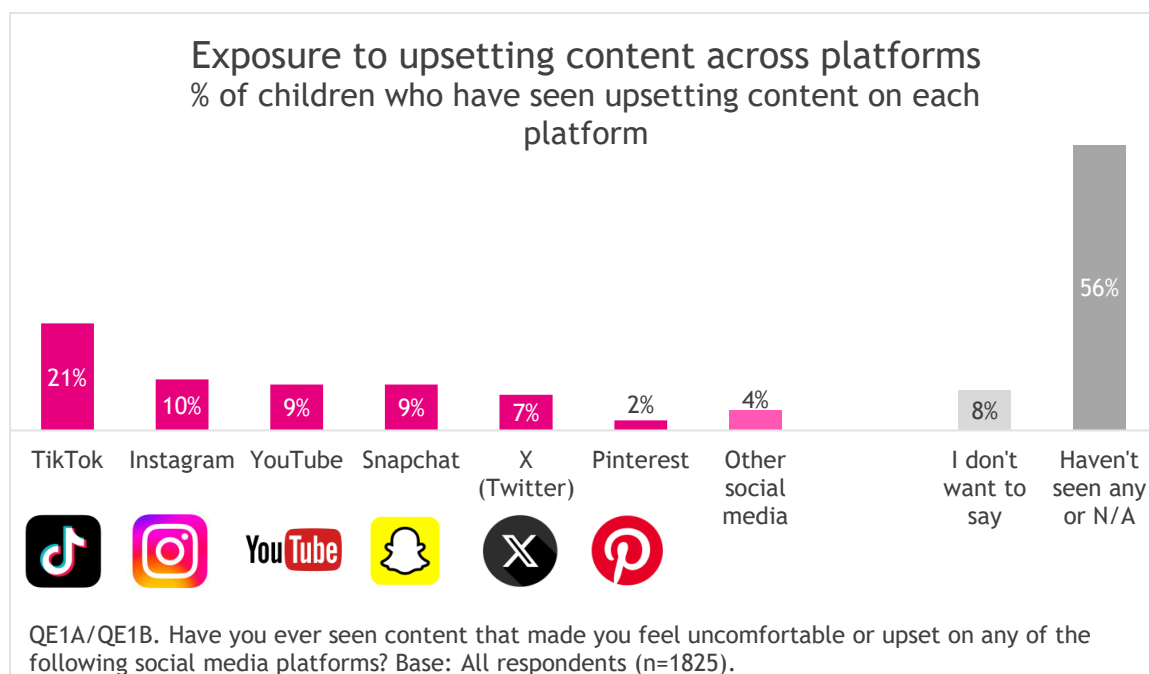 Exposure to upsetting content across platforms
% of children who have seen upsetting content on each
platform
21%
10%
9%
9%
7%
2%
4%
8%
56%
TikTok
Instagram
YouTube
Snapchat
X
(Twitter)
Pinterest
Other
social
media
I don't
want to
say
Haven't
seen any
or N/A
YouTube
QE1A/QE1B. Have you ever seen content that made you feel uncomfortable or upset on any of the
following social media platforms? Base: All respondents (n=1825).